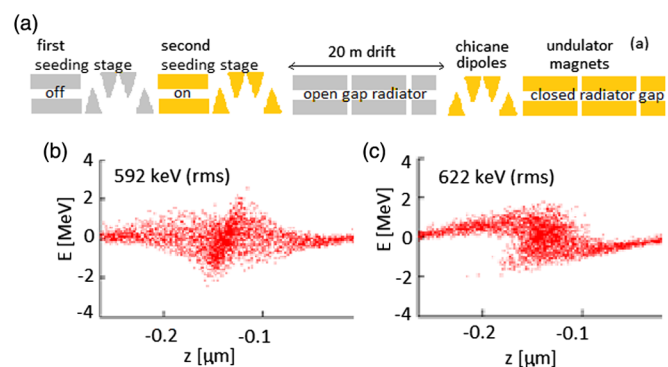 (a)
first
seeding stage
second
seeding stage
20 m drift
chicane
dipoles
undulator
magnets
(a)
off
on
open gap radiator
closed radiator gap
(b)
(c)
592 keV (rms)
622 keV (rms)
E [MeV]
4
2
0
-2
-4
E [MeV]
4
2
0
-2
-4
-0.2
-0.1
-0.2
-0.1
z [μm]
z [μm]